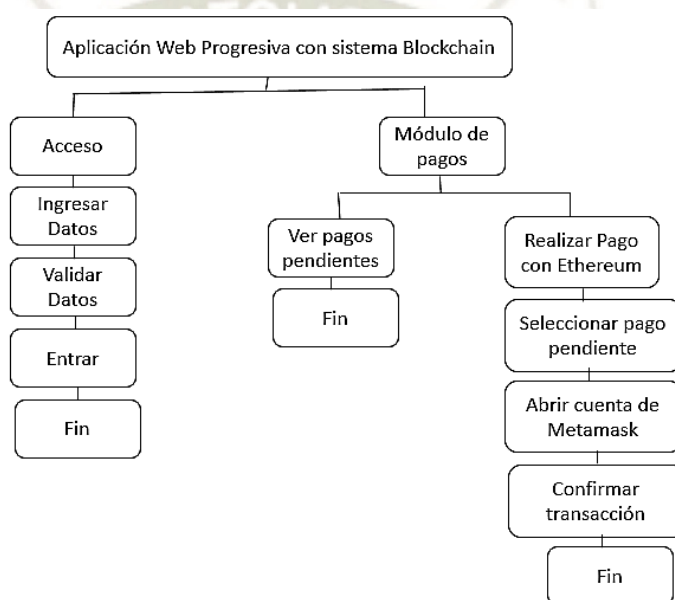 Aplicación Web Progresiva con sistema Blockchain
Acceso
Ingresar
Datos
Validar
Datos
Entrar
Fin
Módulo de
pagos
Ver pagos
pendientes
Fin
Realizar Pago
con Ethereum
Seleccionar pago
pendiente
Abrir cuenta de
Metamask
Confirmar
transacción
Fin